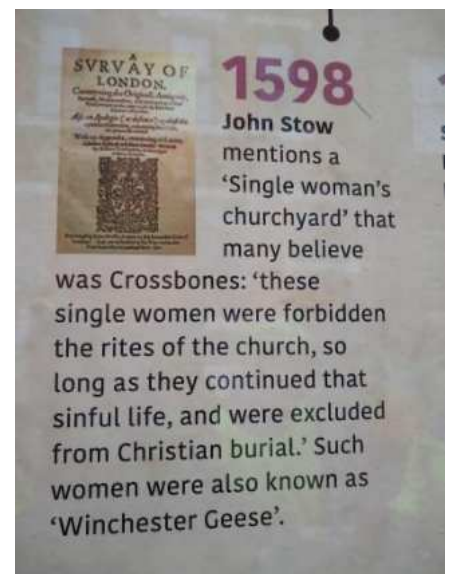 A
SVRVAY OF
LONDON.
1598
John Stow
mentions a
‘Single woman’s
churchyard’ that
many believe
was Crossbones: ‘these
single women were forbidden
the rites of the church, so
long as they continued that
sinful life, and were excluded
from Christian burial.’ Such
women were also known as
‘Winchester Geese’.